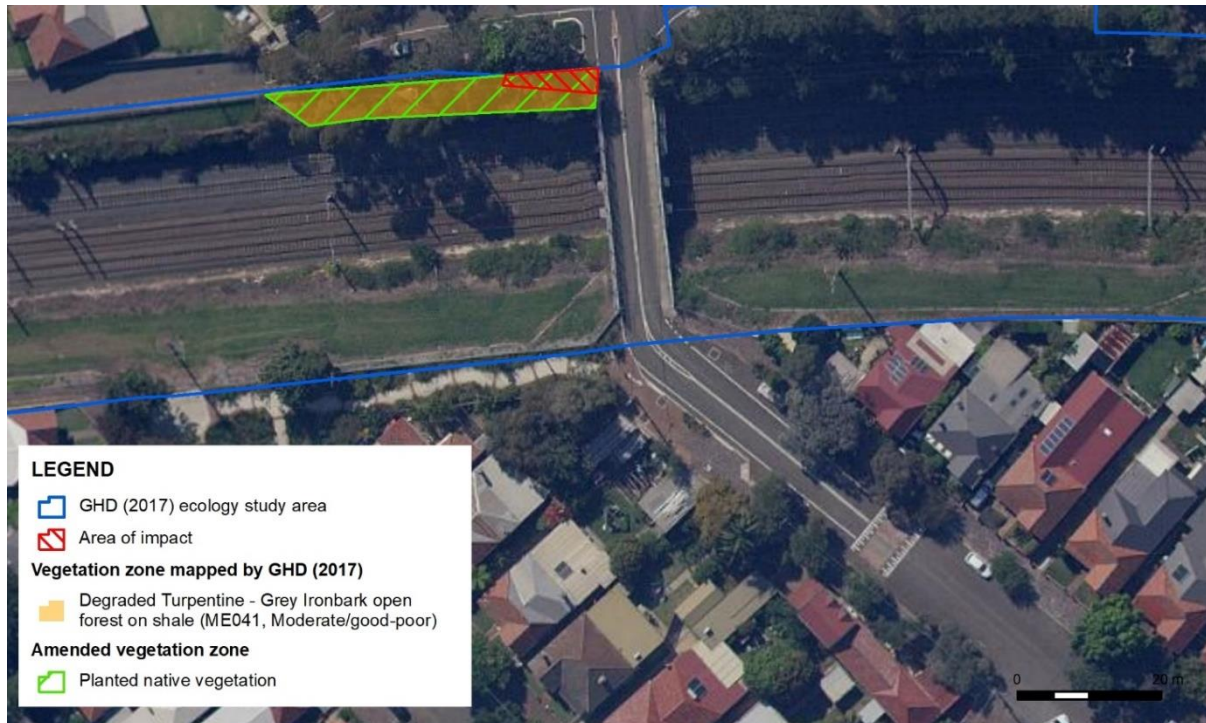 LEGEND
GHD (2017) ecology study area
Area of impact
Vegetation zone mapped by GHD (2017)
Degraded Turpentine - Grey Ironbark open
forest on shale (ME041, Moderate/good-poor)
Amended vegetation zone
Planted native vegetation
0 20 m